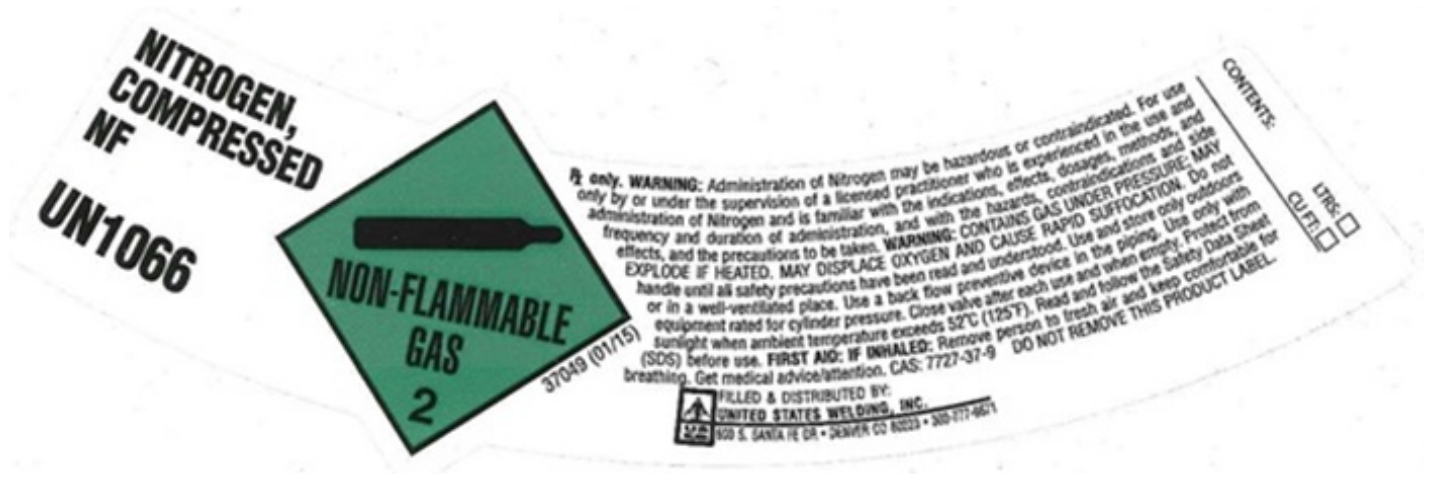 NITROGEN,
COMPRESSED
NF
UN1066
NON-FLAMMABLE
GAS
2
37049 (01/15)
℞ only. WARNING: Administration of Nitrogen may be hazardous or contraindicated. For use
only by or under the supervision of a licensed practitioner who is experienced in the use and
administration of Nitrogen and is familiar with the indications, effects, dosages, methods, and
frequency and duration of administration, and with the hazards, contraindications and side
effects, and the precautions to be taken. WARNING: CONTAINS GAS UNDER PRESSURE; MAY
EXPLODE IF HEATED. MAY DISPLACE OXYGEN AND CAUSE RAPID SUFFOCATION. Do not
handle until all safety precautions have been read and understood. Use and store only outdoors
or in a well-ventilated place. Use a back flow preventive device in the piping. Use only with
equipment rated for cylinder pressure. Close valve after each use and when empty. Protect from
sunlight when ambient temperature exceeds 52°C (125°F). Read and follow the Safety Data Sheet
(SDS) before use. FIRST AID: IF INHALED: Remove person to fresh air and keep comfortable for
breathing. Get medical advice/attention. CAS: 7727-37-9 DO NOT REMOVE THIS PRODUCT LABEL.
FILLED & DISTRIBUTED BY:
UNITED STATES WELDING, INC.
S. SANTA FE DR • DENVER CO
CONTENTS:
LTRS:
CU FT: